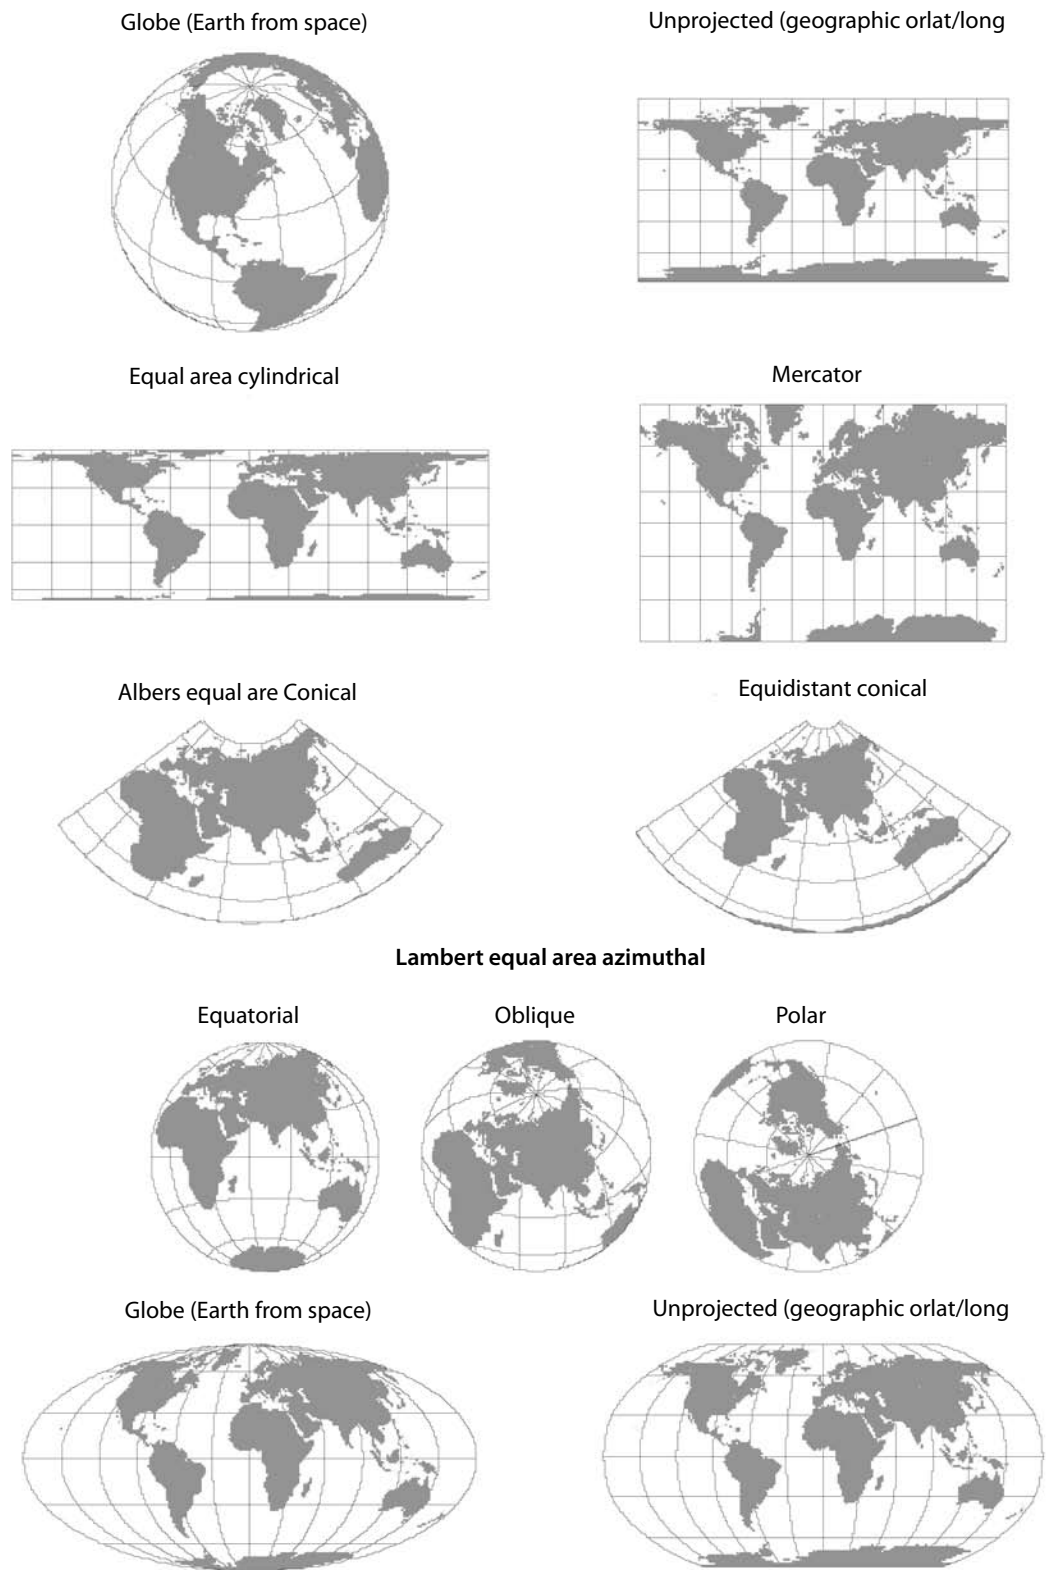 Globe (Earth from space)
Unprojected (geographic orlat/long
Equal area cylindrical
Mercator
Albers equal are Conical
Equidistant conical
Lambert equal area azimuthal
Equatorial
Oblique
Polar
Globe (Earth from space)
Unprojected (geographic orlat/long